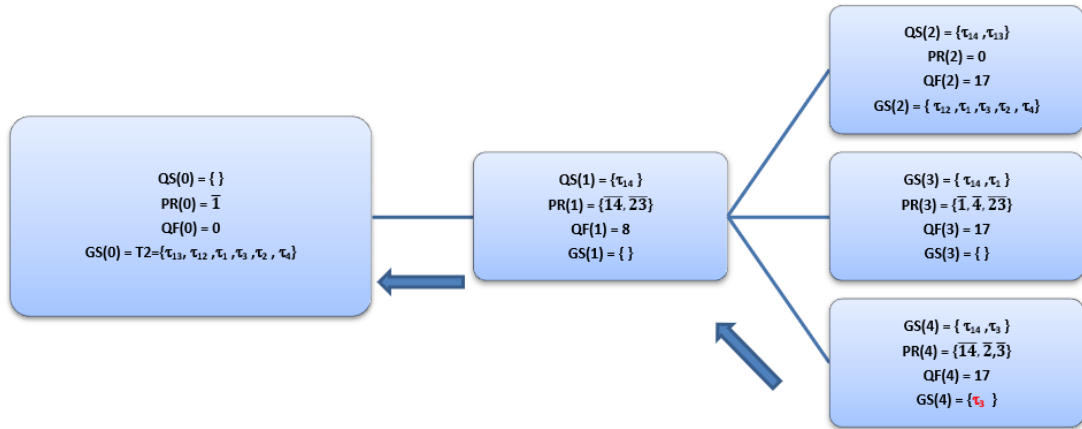 QS(0) = { }
PR(0) = 1̅
QF(0) = 0
GS(0) = T2={τ₁₃, τ₁₂ ,τ₁ ,τ₃ ,τ₂ , τ₄}
QS(1) = {τ₁₄ }
PR(1) = {1̅4̅, 2̅3̅}
QF(1) = 8
GS(1) = { }
QS(2) = {τ₁₄ ,τ₁₃}
PR(2) = 0
QF(2) = 17
GS(2) = { τ₁₂ ,τ₁ ,τ₃ ,τ₂ , τ₄}
GS(3) = { τ₁₄ ,τ₁ }
PR(3) = {1̅, 4̅, 2̅3̅}
QF(3) = 17
GS(3) = { }
GS(4) = { τ₁₄ ,τ₃ }
PR(4) = {1̅4̅, 2̅,3̅}
QF(4) = 17
GS(4) = {τ₃ }